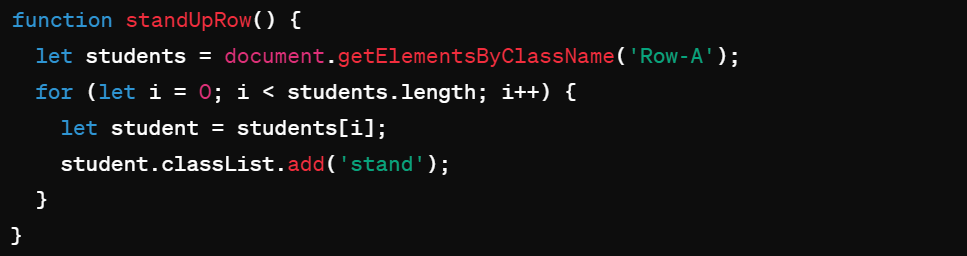 function standUpRow() {
  let students = document.getElementsByClassName('Row-A');
  for (let i = 0; i < students.length; i++) {
    let student = students[i];
    student.classList.add('stand');
  }
}